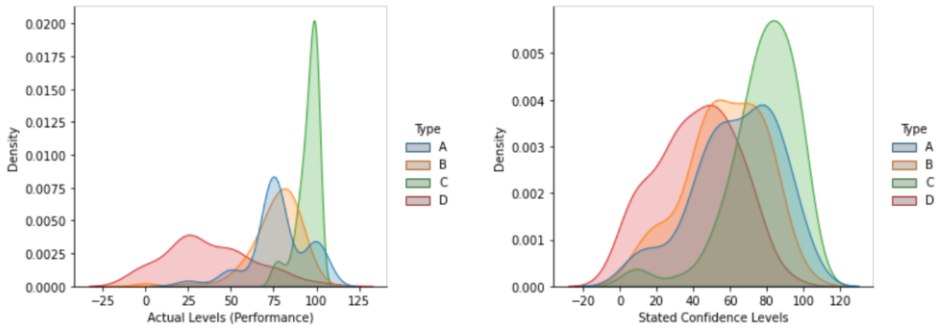 0.0200
0.0175
0.0150
0.0125
0.0100
0.0075
0.0050
0.0025
0.0000
Density
−25 0 25 50 75 100 125
Actual Levels (Performance)
Type
A
B
C
D
0.005
0.004
0.003
0.002
0.001
0.000
Density
−20 0 20 40 60 80 100 120
Stated Confidence Levels
Type
A
B
C
D